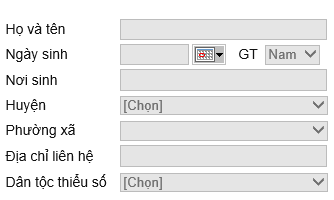 Họ và tên
Ngày sinh GT Nam
Nơi sinh
Huyện [Chọn]
Phường xã
Địa chỉ liên hệ
Dân tộc thiểu số [Chọn]